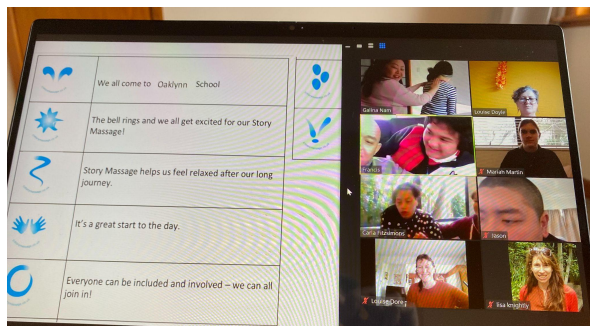 We all come to Oaklynn School
The bell rings and we all get excited for our Story
Massage!
Story Massage helps us feel relaxed after our long
journey.
It's a great start to the day.
Everyone can be included and involved – we can all
join in!
Galina Nam
Louise Doyle
Francis
Mariah Martin
Carla Fitzsimons
Ilsson
Louise Dore
lisa knightly